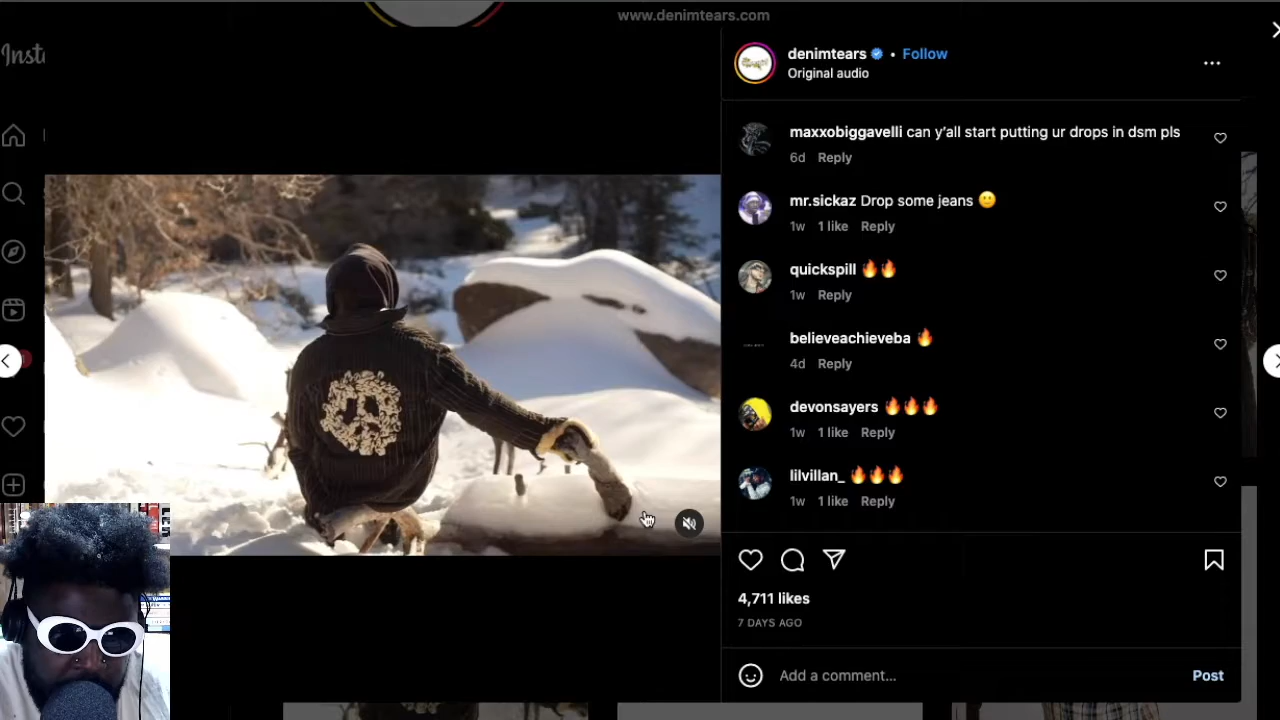 www.denimtears.com
Inst
denimtears • Follow
Original audio
maxxobiggavelli can y'all start putting ur drops in dsm pls
6d Reply
mr.sickaz Drop some jeans 🙂
1w 1 like Reply
quickspill 🔥🔥
1w Reply
believeachieveba 🔥
4d Reply
devonsayers 🔥🔥🔥
1w 1 like Reply
lilvillan_ 🔥🔥🔥
1w 1 like Reply
4,711 likes
7 DAYS AGO
Add a comment... Post